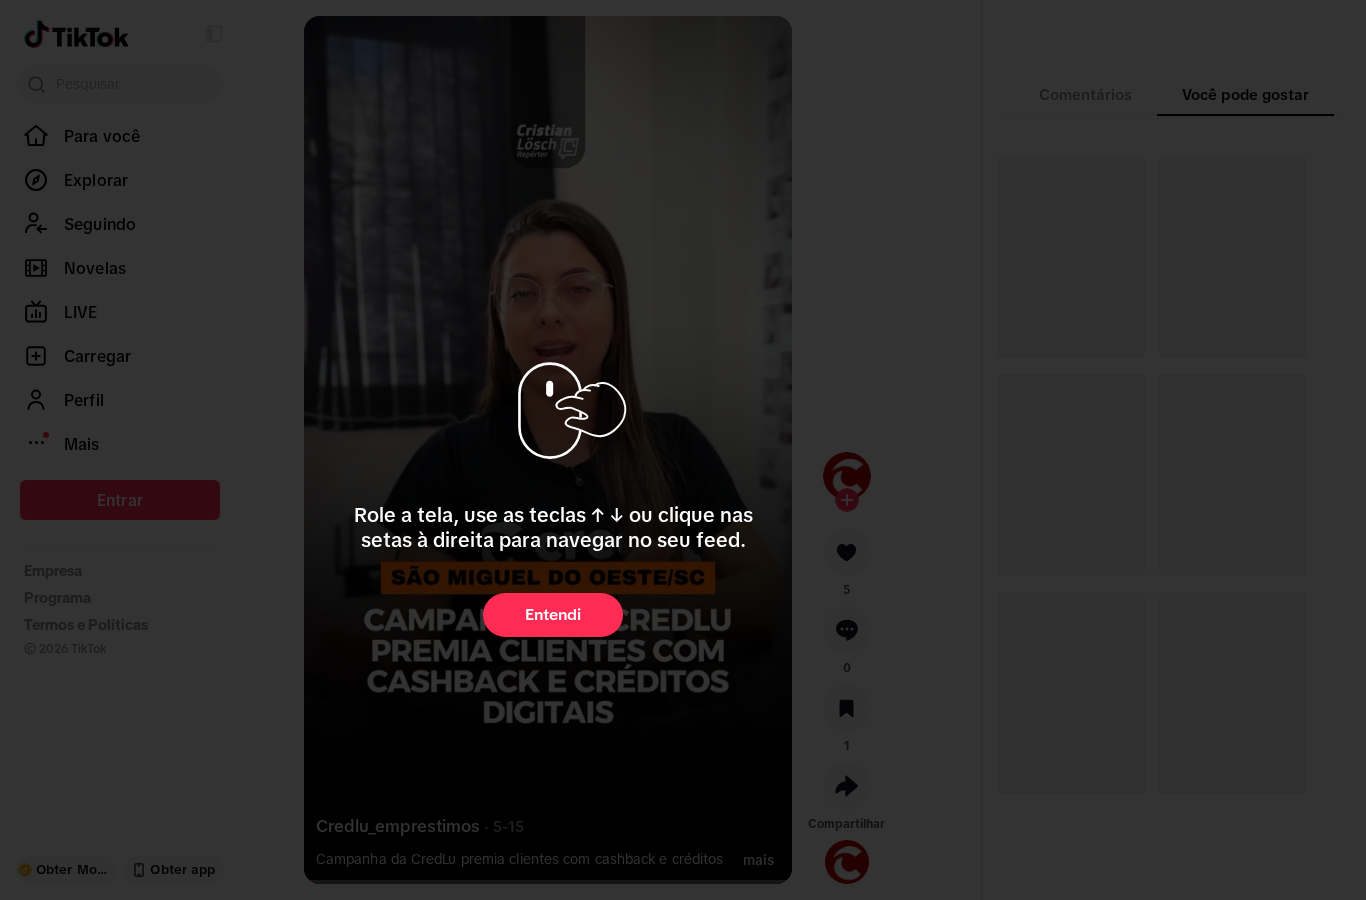 TikTok
Pesquisar
Para você
Explorar
Seguindo
Novelas
LIVE
Carregar
Perfil
Mais
Entrar
Empresa
Programa
Termos e Políticas
© 2026 TikTok
Obter Mo...
Obter app
Cristian
Lösch
Repórter
Role a tela, use as teclas ↑ ↓ ou clique nas
setas à direita para navegar no seu feed.
SÃO MIGUEL DO OESTE/SC
Entendi
CREDLU
PREMIA CLIENTES COM
CASHBACK E CRÉDITOS
DIGITAIS
Credlu_emprestimos · 5-15
Campanha da CredLu premia clientes com cashback e créditos
mais
5
0
1
Compartilhar
Comentários
Você pode gostar